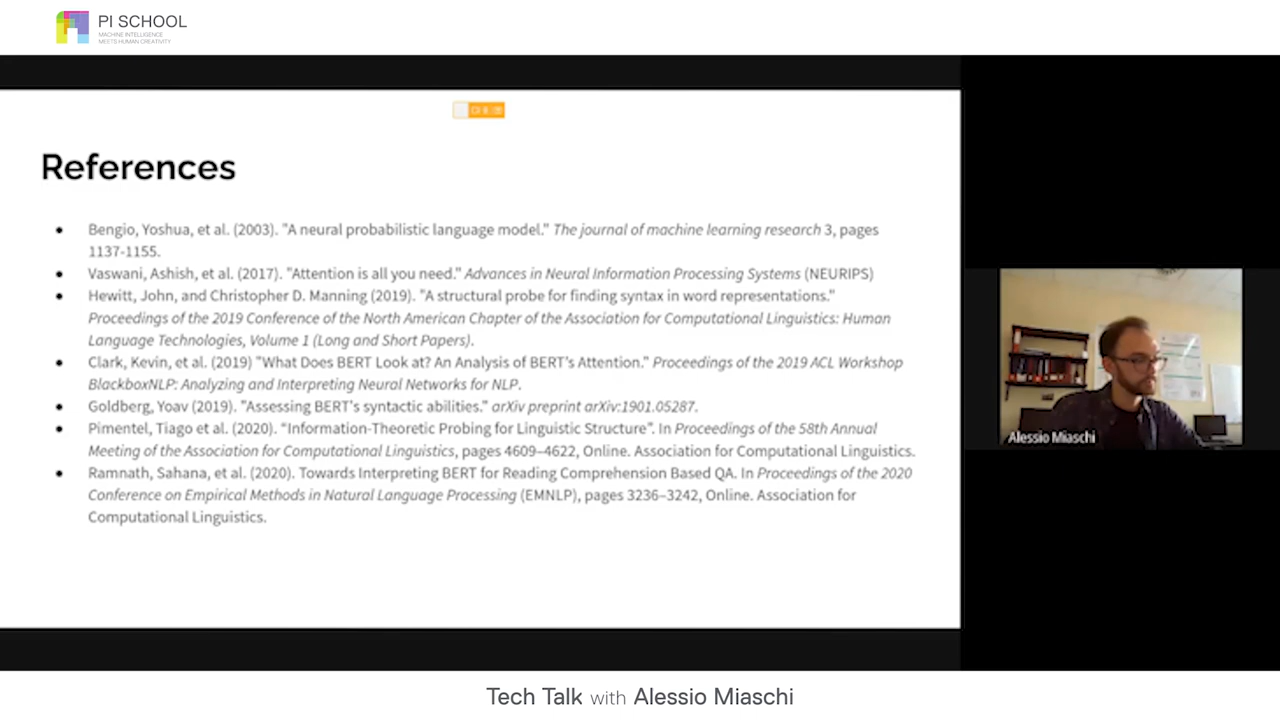 PI SCHOOL
MACHINE INTELLIGENCE
MEETS HUMAN CREATIVITY
References
● Bengio, Yoshua, et al. (2003). "A neural probabilistic language model." The journal of machine learning research 3, pages
1137-1155.
● Vaswani, Ashish, et al. (2017). "Attention is all you need." Advances in Neural Information Processing Systems (NEURIPS)
● Hewitt, John, and Christopher D. Manning (2019). "A structural probe for finding syntax in word representations."
Proceedings of the 2019 Conference of the North American Chapter of the Association for Computational Linguistics: Human
Language Technologies, Volume 1 (Long and Short Papers).
● Clark, Kevin, et al. (2019) "What Does BERT Look at? An Analysis of BERT's Attention." Proceedings of the 2019 ACL Workshop
BlackboxNLP: Analyzing and Interpreting Neural Networks for NLP.
● Goldberg, Yoav (2019). "Assessing BERT's syntactic abilities." arXiv preprint arXiv:1901.05287.
● Pimentel, Tiago et al. (2020). “Information-Theoretic Probing for Linguistic Structure”. In Proceedings of the 58th Annual
Meeting of the Association for Computational Linguistics, pages 4609–4622, Online. Association for Computational Linguistics.
● Ramnath, Sahana, et al. (2020). Towards Interpreting BERT for Reading Comprehension Based QA. In Proceedings of the 2020
Conference on Empirical Methods in Natural Language Processing (EMNLP), pages 3236–3242, Online. Association for
Computational Linguistics.
Alessio Miaschi
Tech Talk with Alessio Miaschi